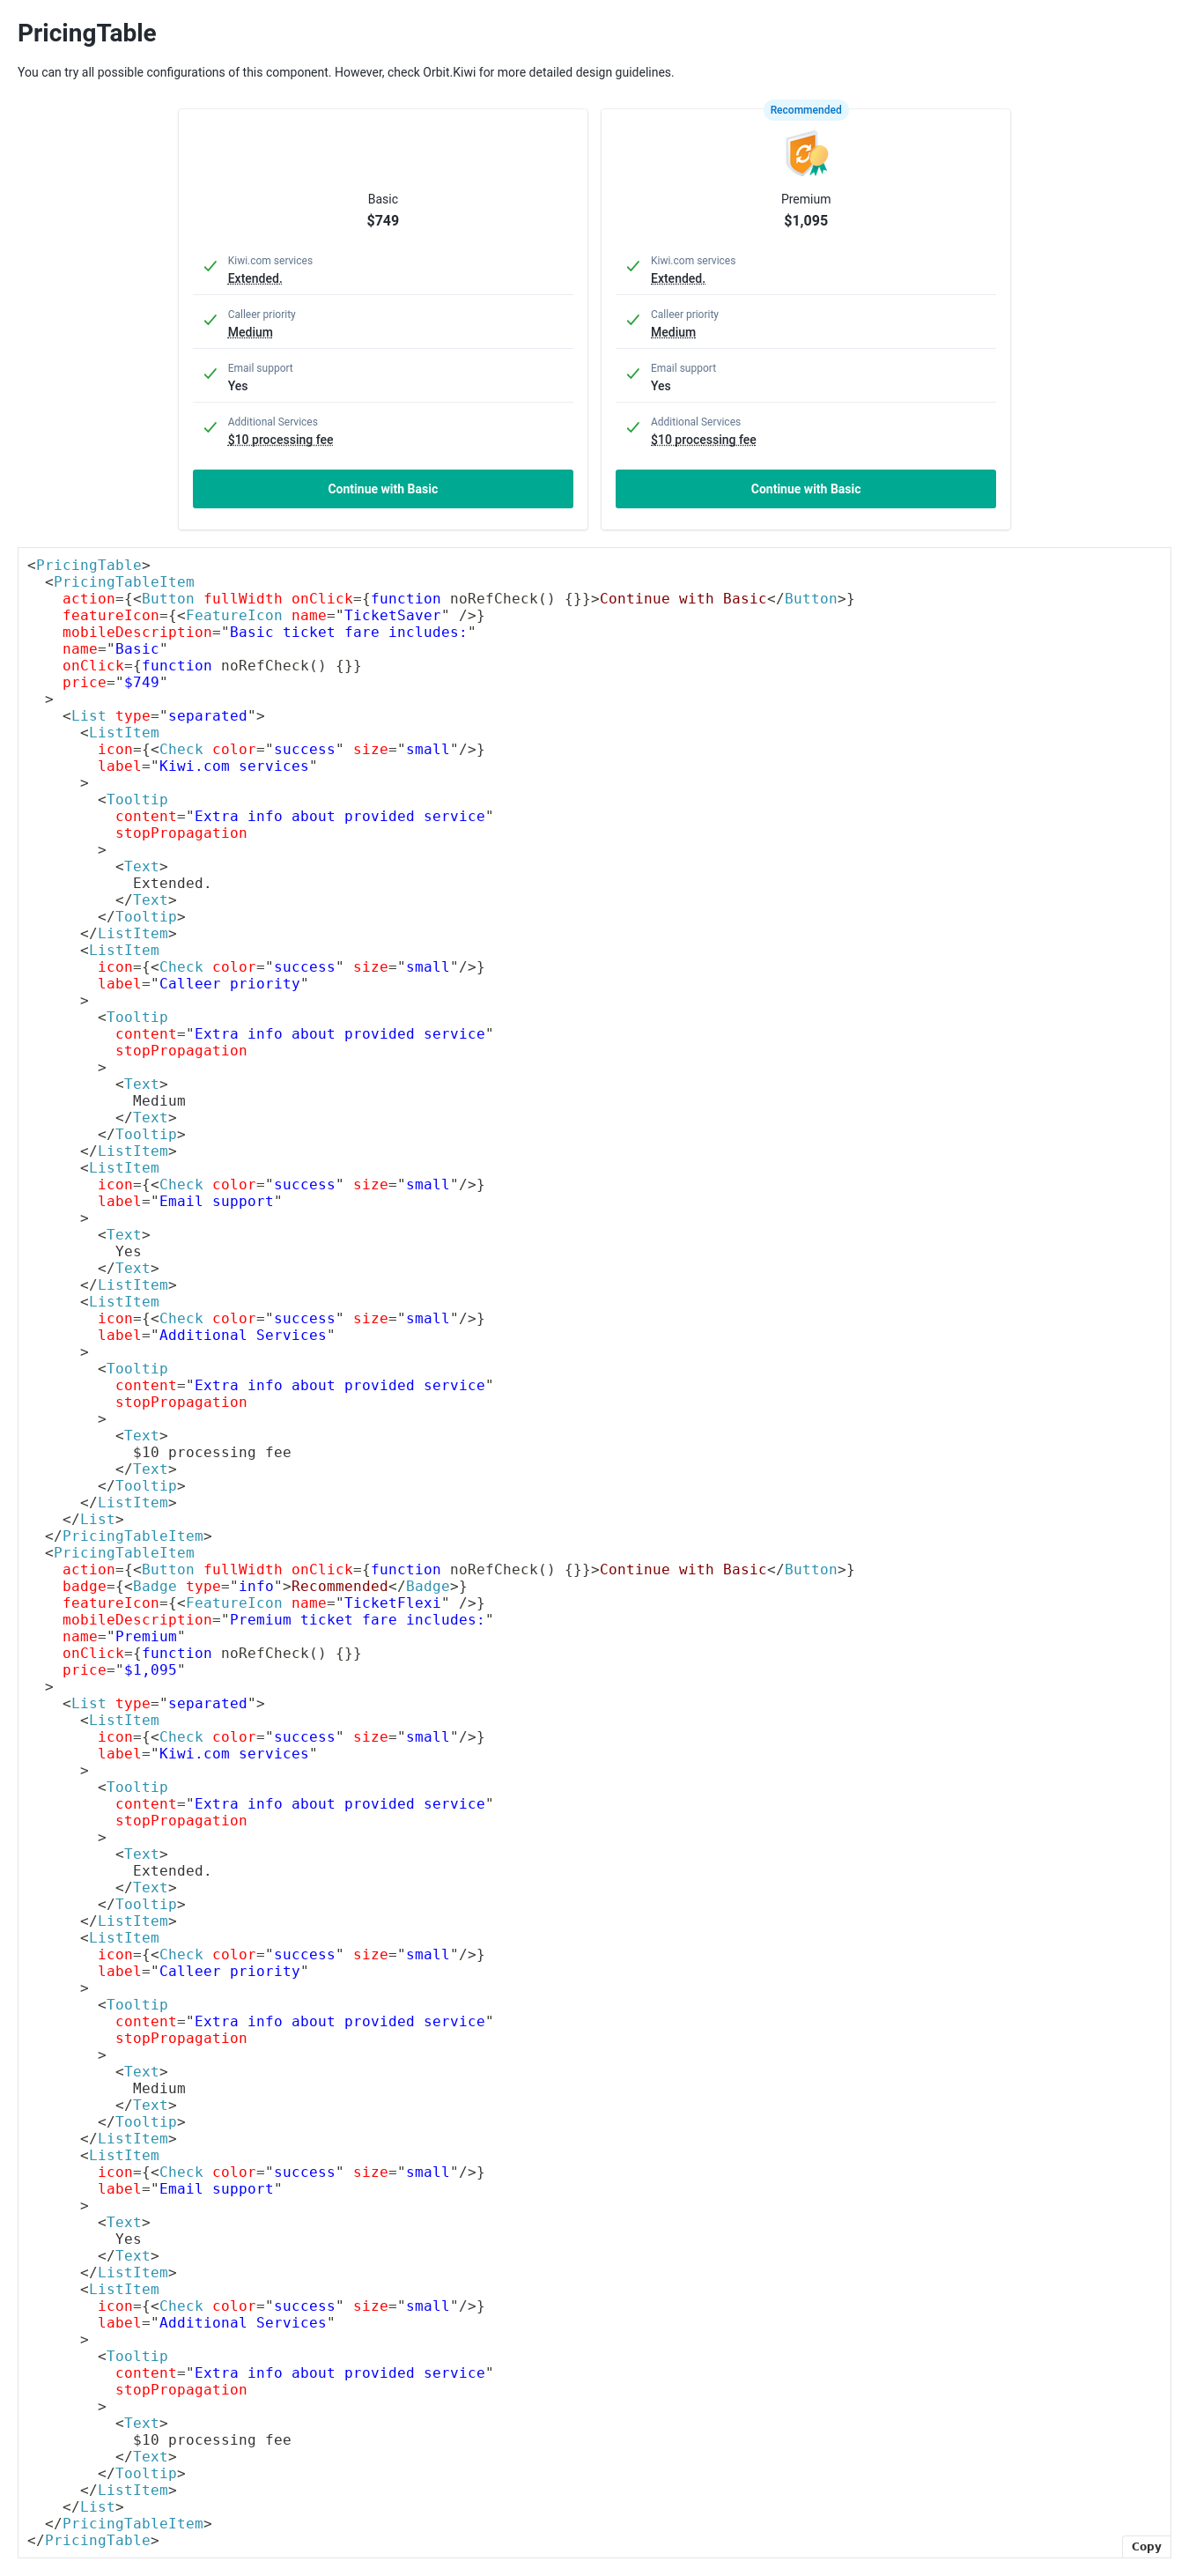 PricingTable
You can try all possible configurations of this component. However, check Orbit.Kiwi for more detailed design guidelines.
Recommended
Basic
$749
Kiwi.com services
Extended.
Calleer priority
Medium
Email support
Yes
Additional Services
$10 processing fee
Continue with Basic
Premium
$1,095
Kiwi.com services
Extended.
Calleer priority
Medium
Email support
Yes
Additional Services
$10 processing fee
Continue with Basic
<PricingTable>
  <PricingTableItem
    action={<Button fullWidth onClick={function noRefCheck() {}}>Continue with Basic</Button>}
    featureIcon={<FeatureIcon name="TicketSaver" />}
    mobileDescription="Basic ticket fare includes:"
    name="Basic"
    onClick={function noRefCheck() {}}
    price="$749"
  >
    <List type="separated">
      <ListItem
        icon={<Check color="success" size="small"/>}
        label="Kiwi.com services"
      >
        <Tooltip
          content="Extra info about provided service"
          stopPropagation
        >
          <Text>
            Extended.
          </Text>
        </Tooltip>
      </ListItem>
      <ListItem
        icon={<Check color="success" size="small"/>}
        label="Calleer priority"
      >
        <Tooltip
          content="Extra info about provided service"
          stopPropagation
        >
          <Text>
            Medium
          </Text>
        </Tooltip>
      </ListItem>
      <ListItem
        icon={<Check color="success" size="small"/>}
        label="Email support"
      >
        <Text>
          Yes
        </Text>
      </ListItem>
      <ListItem
        icon={<Check color="success" size="small"/>}
        label="Additional Services"
      >
        <Tooltip
          content="Extra info about provided service"
          stopPropagation
        >
          <Text>
            $10 processing fee
          </Text>
        </Tooltip>
      </ListItem>
    </List>
  </PricingTableItem>
  <PricingTableItem
    action={<Button fullWidth onClick={function noRefCheck() {}}>Continue with Basic</Button>}
    badge={<Badge type="info">Recommended</Badge>}
    featureIcon={<FeatureIcon name="TicketFlexi" />}
    mobileDescription="Premium ticket fare includes:"
    name="Premium"
    onClick={function noRefCheck() {}}
    price="$1,095"
  >
    <List type="separated">
      <ListItem
        icon={<Check color="success" size="small"/>}
        label="Kiwi.com services"
      >
        <Tooltip
          content="Extra info about provided service"
          stopPropagation
        >
          <Text>
            Extended.
          </Text>
        </Tooltip>
      </ListItem>
      <ListItem
        icon={<Check color="success" size="small"/>}
        label="Calleer priority"
      >
        <Tooltip
          content="Extra info about provided service"
          stopPropagation
        >
          <Text>
            Medium
          </Text>
        </Tooltip>
      </ListItem>
      <ListItem
        icon={<Check color="success" size="small"/>}
        label="Email support"
      >
        <Text>
          Yes
        </Text>
      </ListItem>
      <ListItem
        icon={<Check color="success" size="small"/>}
        label="Additional Services"
      >
        <Tooltip
          content="Extra info about provided service"
          stopPropagation
        >
          <Text>
            $10 processing fee
          </Text>
        </Tooltip>
      </ListItem>
    </List>
  </PricingTableItem>
</PricingTable>
Copy